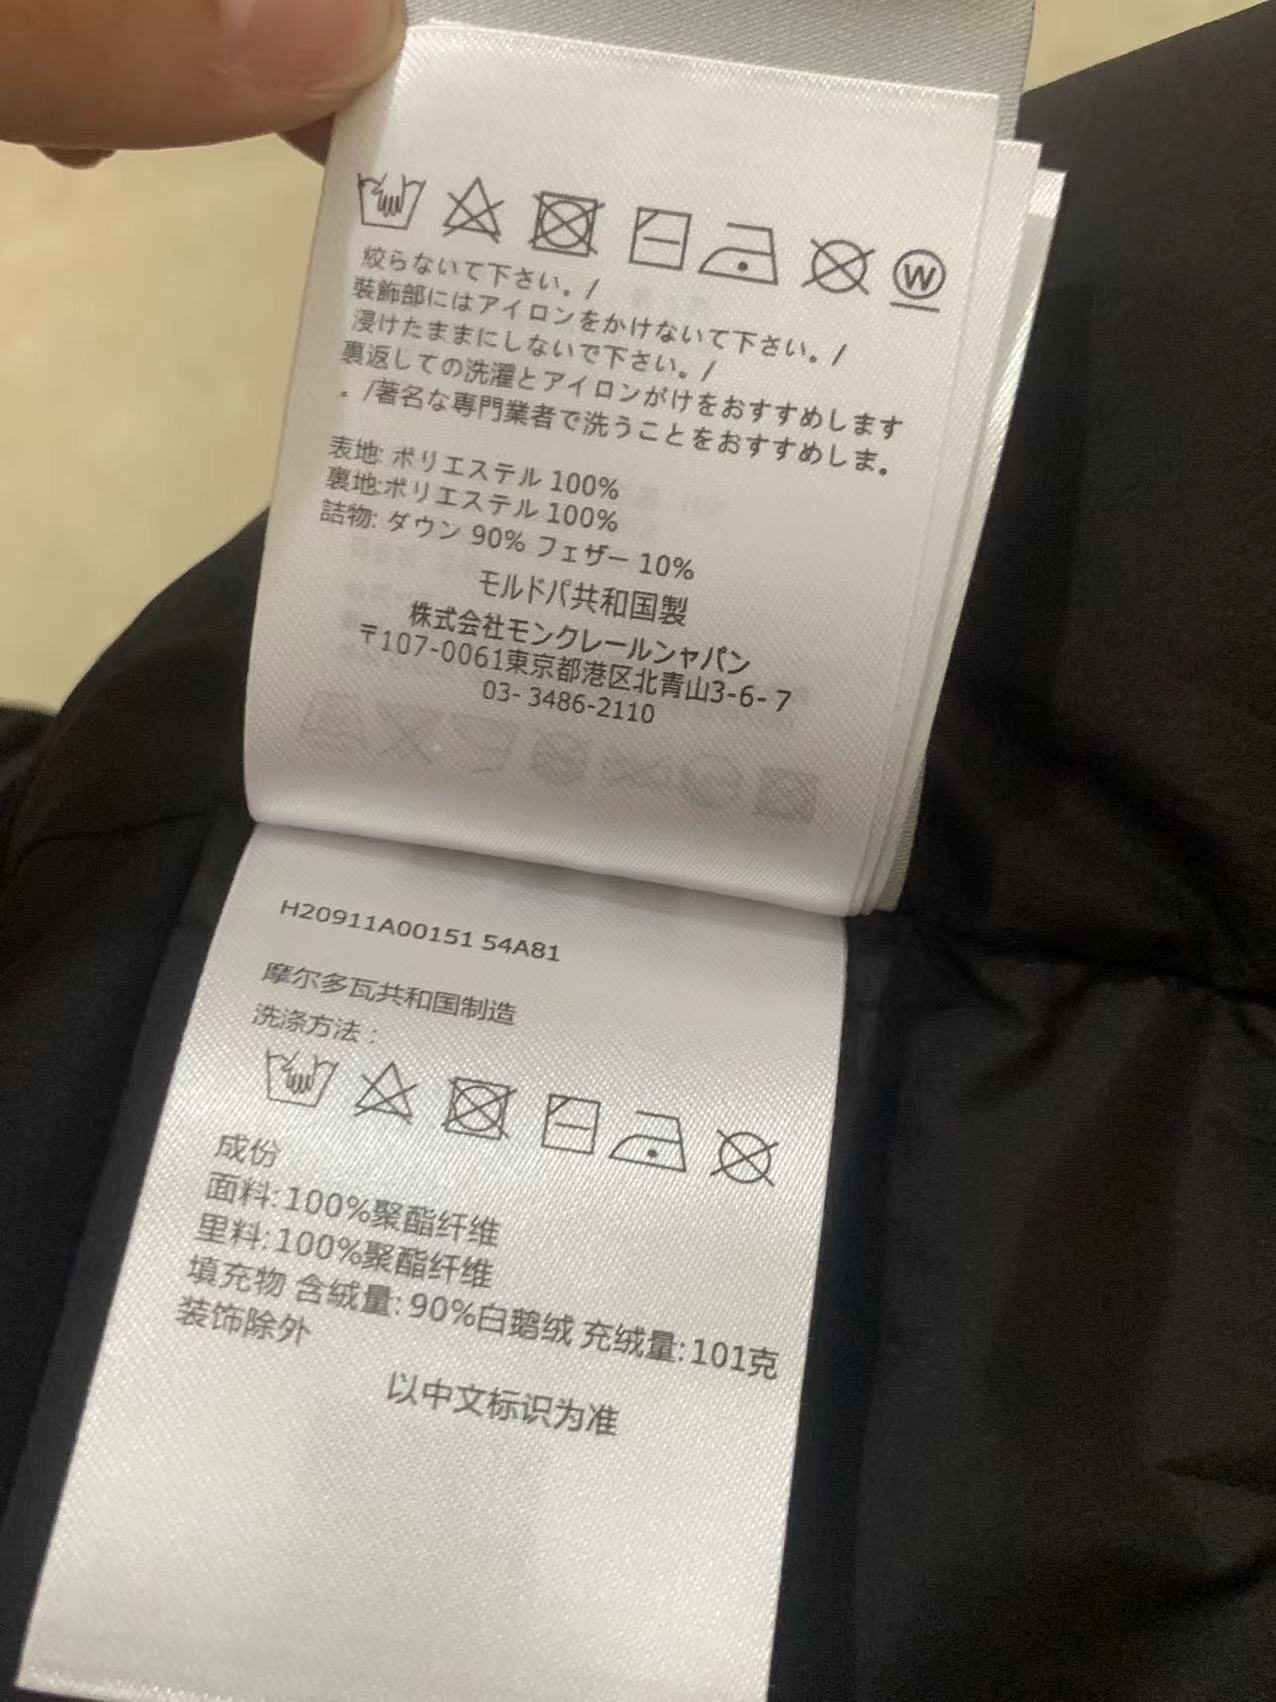 W
絞らないて下さい。/
装飾部にはアイロンをかけないて下さい。/
浸けたままにしないで下さい。/
裏返しての洗濯とアイロンがけをおすすめします
。/著名な専門業者で洗うことをおすすめしま。
表地: ポリエステル 100%
裏地:ポリエステル 100%
詰物: ダウン 90% フェザー 10%
モルドバ共和国製
株式会社モンクレールンャパン
〒107-0061東京都港区北青山3-6-7
03- 3486-2110
H20911A00151 54A81
摩尔多瓦共和国制造
洗涤方法：
成份
面料: 100%聚酯纤维
里料: 100%聚酯纤维
填充物 含絨量: 90%白鹅绒 充绒量: 101克
装饰除外
以中文标识为准